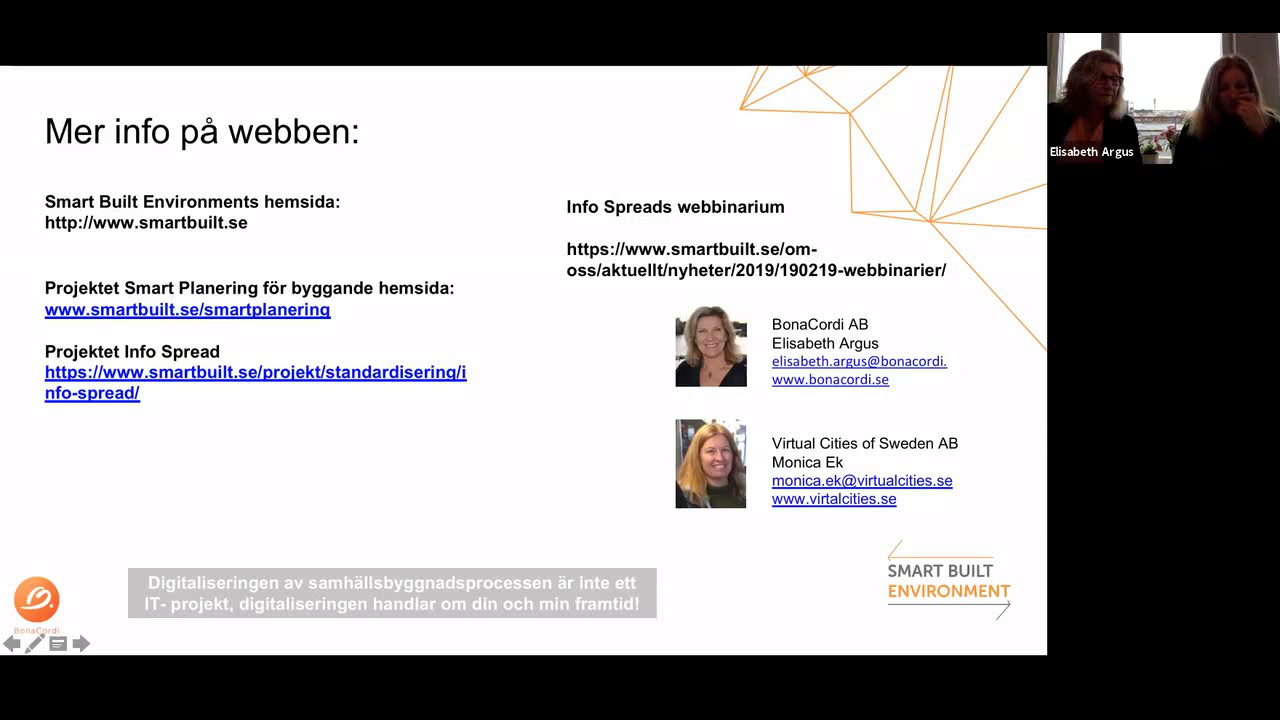 Mer info på webben:
Smart Built Environments hemsida:
http://www.smartbuilt.se
Projektet Smart Planering för byggande hemsida:
www.smartbuilt.se/smartplanering
Projektet Info Spread
https://www.smartbuilt.se/projekt/standardisering/i
nfo-spread/
Info Spreads webbinarium
https://www.smartbuilt.se/om-
oss/aktuellt/nyheter/2019/190219-webbinarier/
BonaCordi AB
Elisabeth Argus
elisabeth.argus@bonacordi.
www.bonacordi.se
Virtual Cities of Sweden AB
Monica Ek
monica.ek@virtualcities.se
www.virtalcities.se
Digitaliseringen av samhällsbyggnadsprocessen är inte ett
IT- projekt, digitaliseringen handlar om din och min framtid!
BonaCordi
SMART BUILT
ENVIRONMENT
Elisabeth Argus